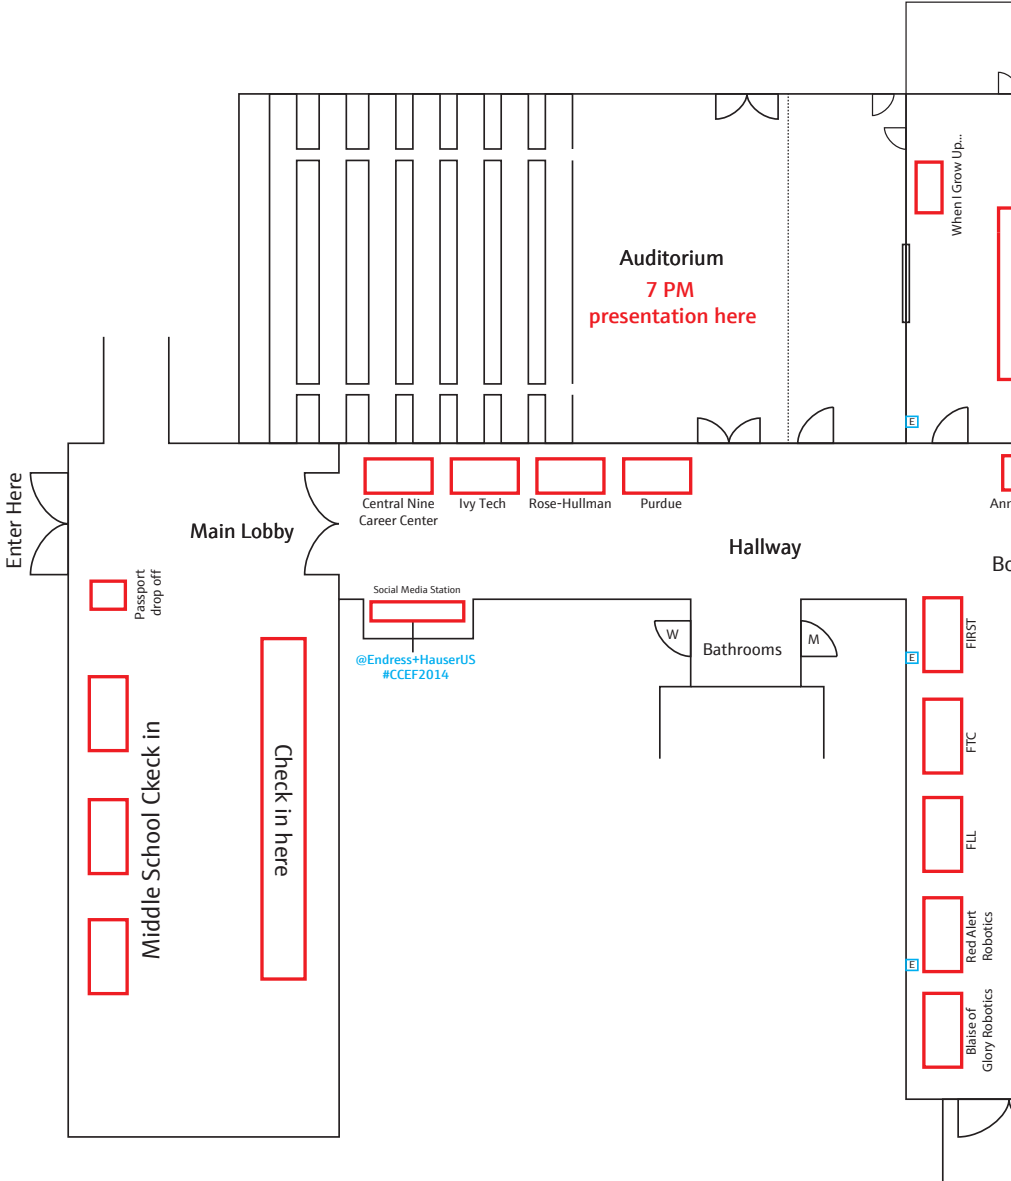 When I Grow Up...
Auditorium
7 PM
presentation here
E
Enter Here
Main Lobby
Central Nine
Career Center
Ivy Tech
Rose-Hullman
Purdue
Ann
Hallway
Bo
Passport
drop off
Social Media Station
@Endress+HauserUS
#CCEF2014
W
Bathrooms
M
E
FIRST
FTC
FLL
Middle School Ckeck in
Check in here
E
Red Alert
Robotics
Blaise of
Glory Robotics